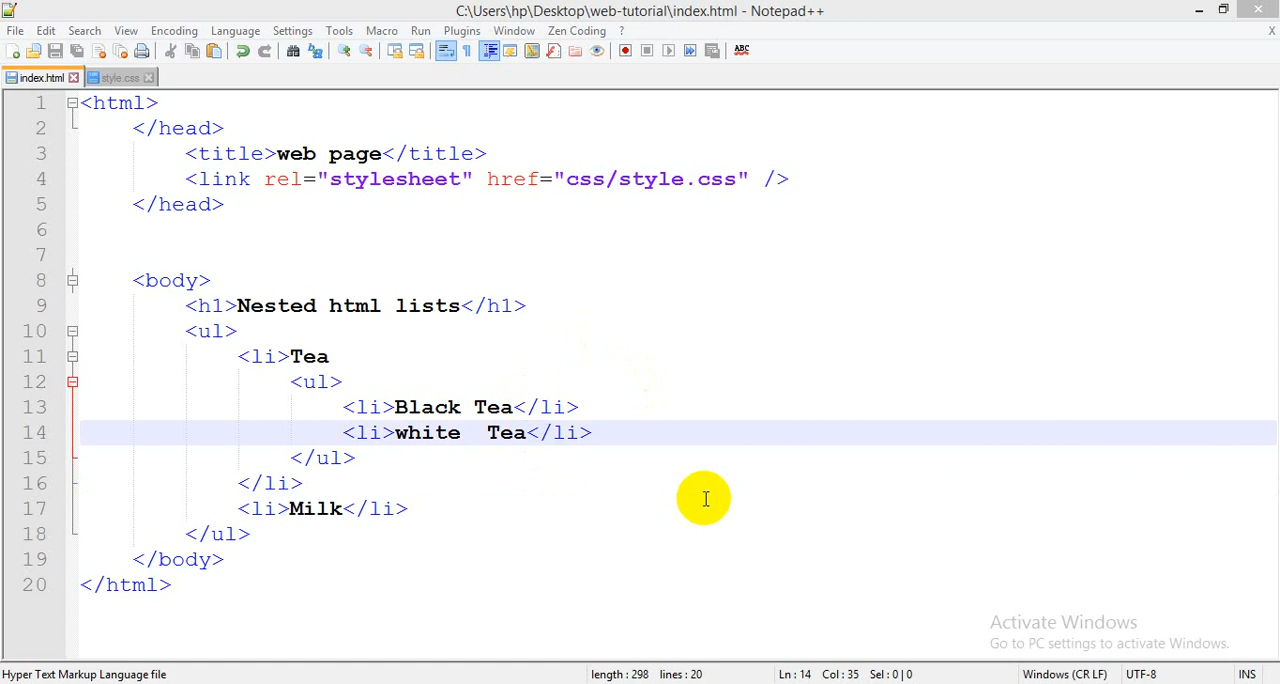 C:\Users\hp\Desktop\web-tutorial\index.html - Notepad++
File Edit Search View Encoding Language Settings Tools Macro Run Plugins Window Zen Coding ? X
ABC
index.html style.css
1 <html>
2 </head>
3 <title>web page</title>
4 <link rel="stylesheet" href="css/style.css" />
5 </head>
6
7
8 <body>
9 <h1>Nested html lists</h1>
10 <ul>
11 <li>Tea
12 <ul>
13 <li>Black Tea</li>
14 <li>white  Tea</li>
15 </ul>
16 </li>
17 <li>Milk</li>
18 </ul>
19 </body>
20 </html>
Activate Windows
Go to PC settings to activate Windows.
Hyper Text Markup Language file length : 298 lines : 20 Ln : 14 Col : 35 Sel : 0 | 0 Windows (CR LF) UTF-8 INS